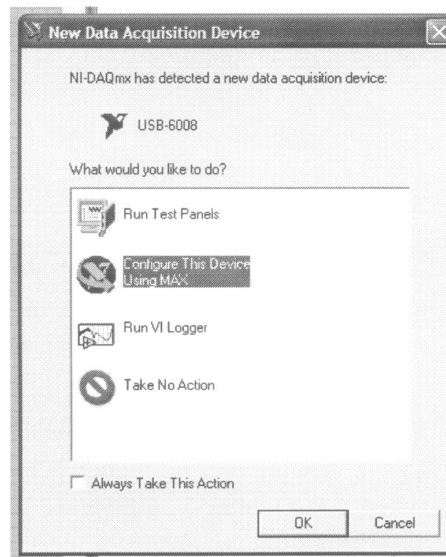 New Data Acquisition Device
NI-DAQmx has detected a new data acquisition device:
USB-6008
What would you like to do?
Run Test Panels
Configure This Device
Using MAX
Run VI Logger
Take No Action
Always Take This Action
OK
Cancel